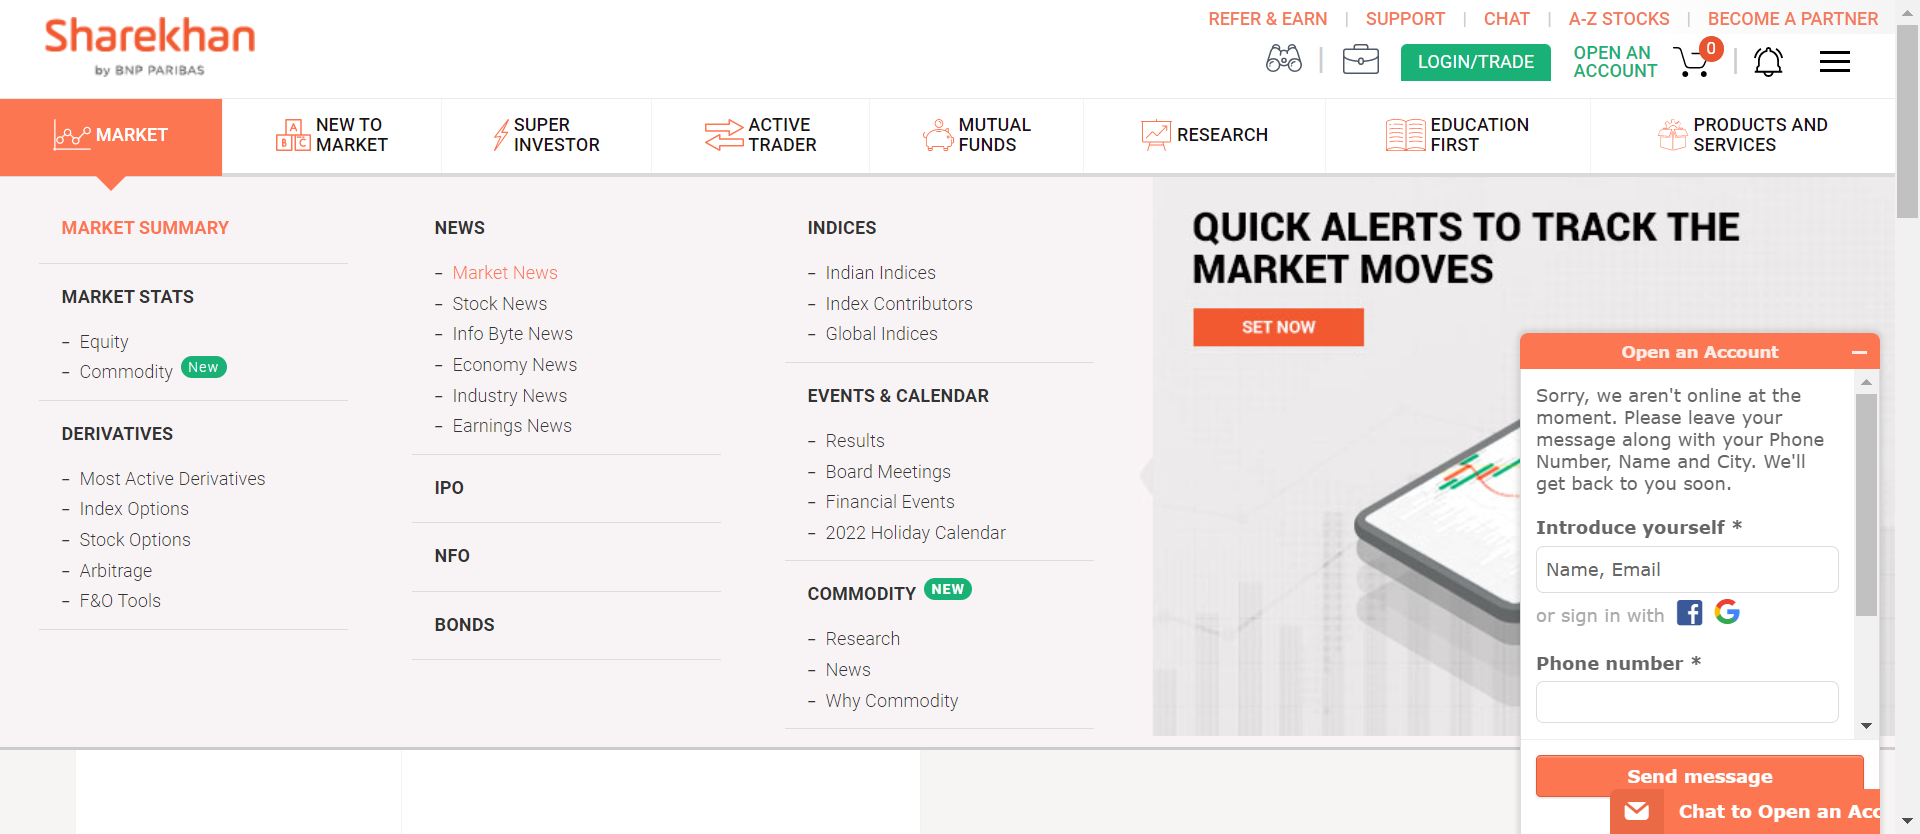 Sharekhan
by BNP PARIBAS
REFER & EARN | SUPPORT | CHAT | A-Z STOCKS | BECOME A PARTNER
LOGIN/TRADE
OPEN AN
ACCOUNT
0
MARKET
A
B C
NEW TO
MARKET
SUPER
INVESTOR
ACTIVE
TRADER
MUTUAL
FUNDS
RESEARCH
EDUCATION
FIRST
PRODUCTS AND
SERVICES
MARKET SUMMARY
MARKET STATS
- Equity
- Commodity New
DERIVATIVES
- Most Active Derivatives
- Index Options
- Stock Options
- Arbitrage
- F&O Tools
NEWS
- Market News
- Stock News
- Info Byte News
- Economy News
- Industry News
- Earnings News
IPO
NFO
BONDS
INDICES
- Indian Indices
- Index Contributors
- Global Indices
EVENTS & CALENDAR
- Results
- Board Meetings
- Financial Events
- 2022 Holiday Calendar
COMMODITY NEW
- Research
- News
- Why Commodity
QUICK ALERTS TO TRACK THE
MARKET MOVES
SET NOW
Open an Account
Sorry, we aren't online at the
moment. Please leave your
message along with your Phone
Number, Name and City. We'll
get back to you soon.
Introduce yourself *
Name, Email
or sign in with
Phone number *
Send message
Chat to Open an Acc